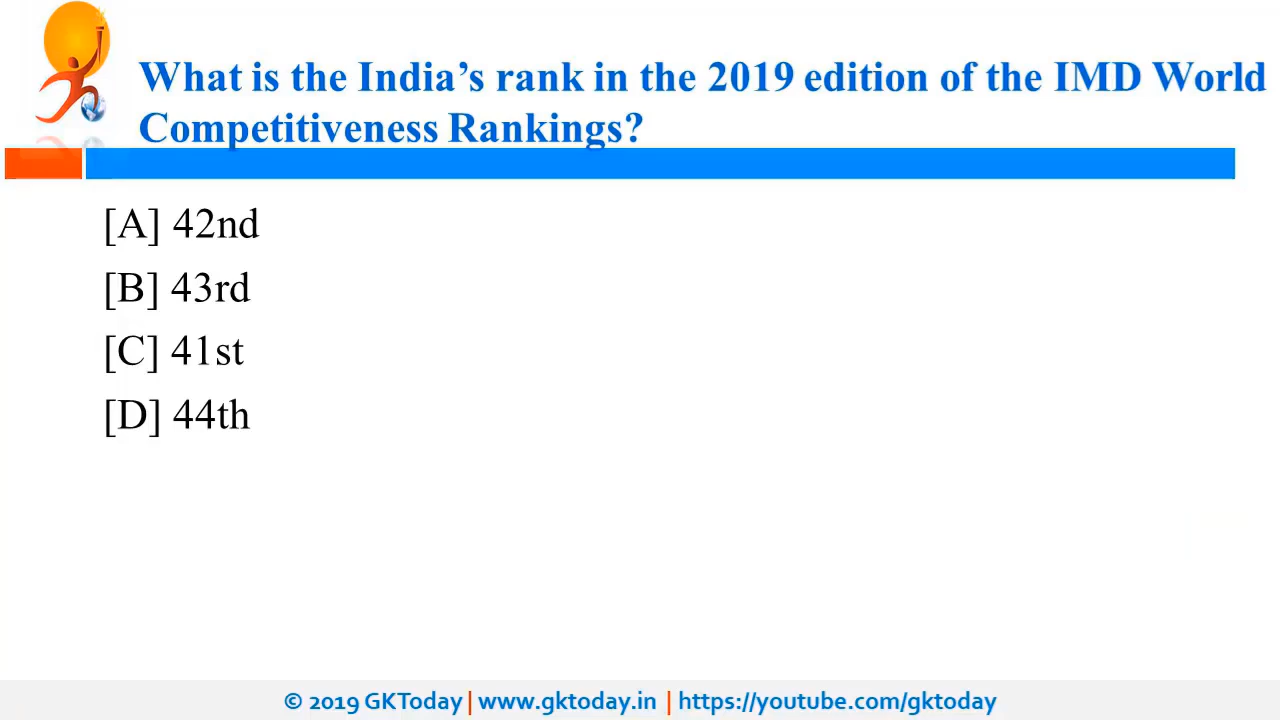 What is the India’s rank in the 2019 edition of the IMD World
Competitiveness Rankings?
[A] 42nd
[B] 43rd
[C] 41st
[D] 44th
© 2019 GKToday | www.gktoday.in | https://youtube.com/gktoday